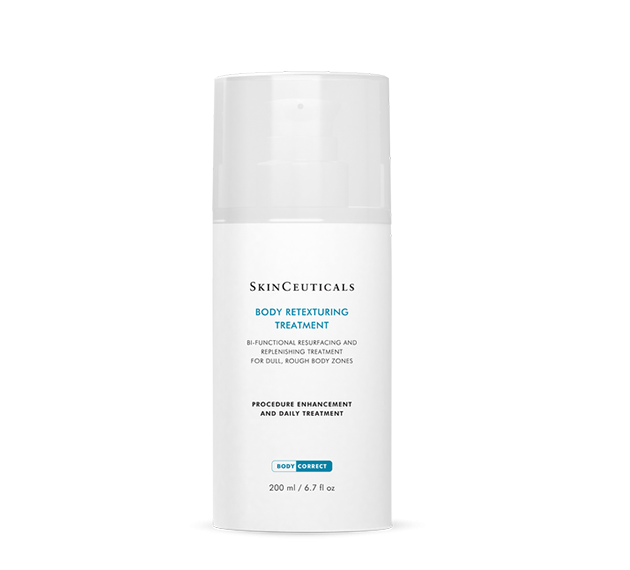 SKINCEUTICALS
BODY RETEXTURING
TREATMENT
BI-FUNCTIONAL RESURFACING AND
REPLENISHING TREATMENT
FOR DULL, ROUGH BODY ZONES
PROCEDURE ENHANCEMENT
AND DAILY TREATMENT
BODY CORRECT
200 ml / 6.7 fl oz